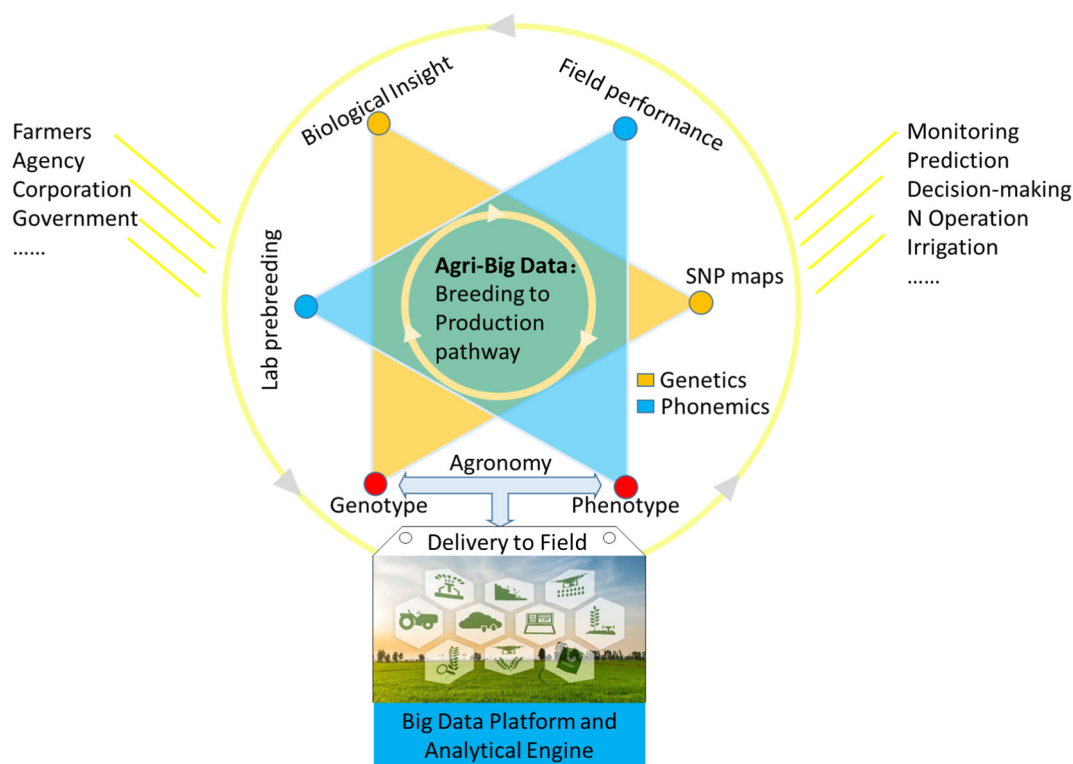 Biological Insight
Field performance
Farmers
Agency
Corporation
Government
......
Monitoring
Prediction
Decision-making
N Operation
Irrigation
......
Lab prebreeding
Agri-Big Data:
Breeding to
Production
pathway
SNP maps
Genetics
Phonemics
Agronomy
Genotype
Phenotype
Delivery to Field
Big Data Platform and
Analytical Engine